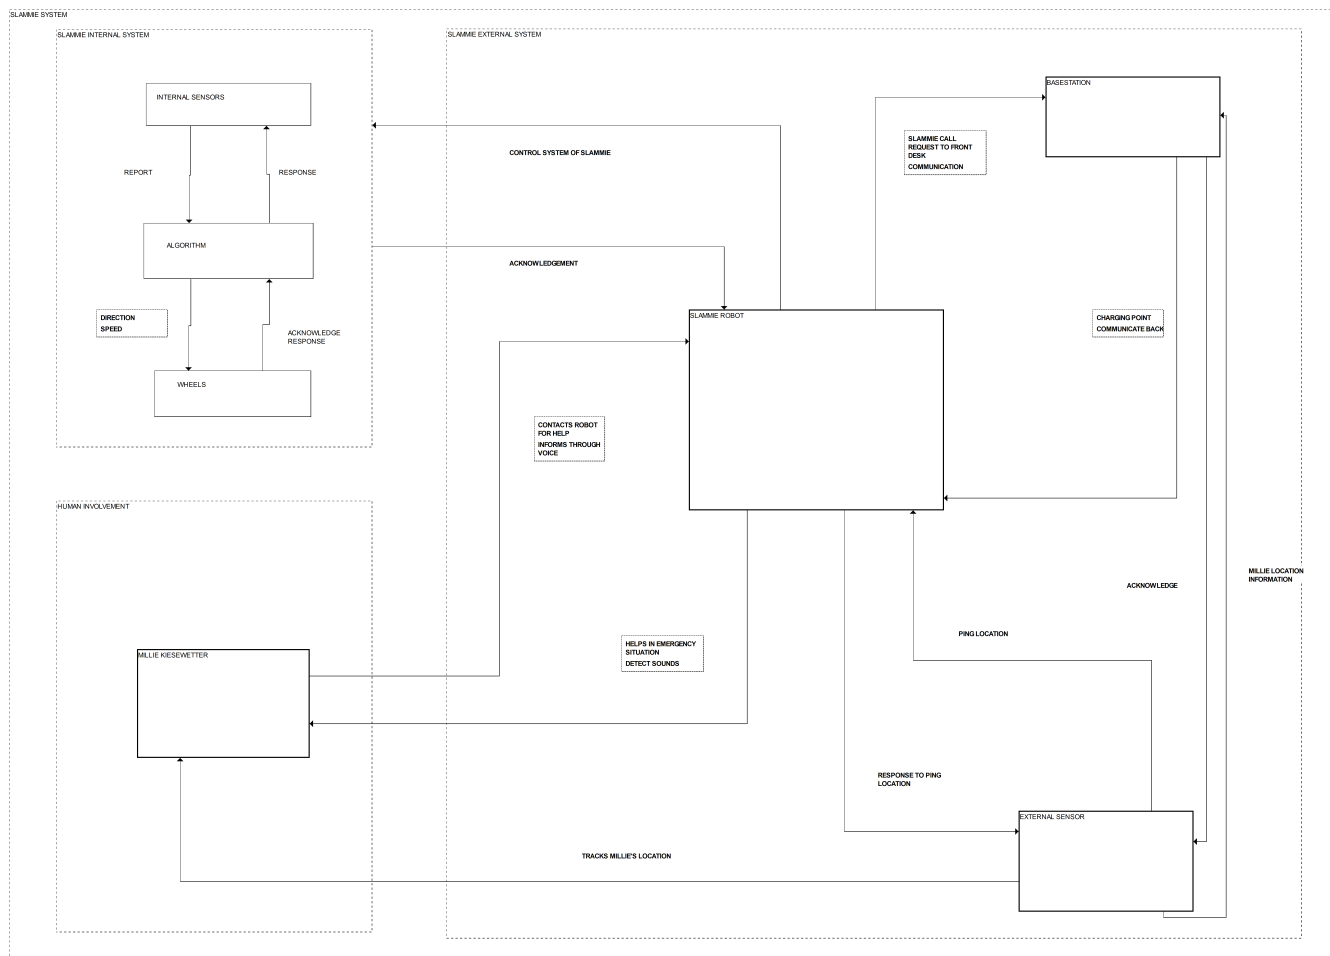 SLAMMIE SYSTEM
SLAMMIE INTERNAL SYSTEM
SLAMMIE EXTERNAL SYSTEM
BASESTATION
INTERNAL SENSORS
SLAMMIE CALL
REQUEST TO FRONT
DESK
COMMUNICATION
CONTROL SYSTEM OF SLAMMIE
REPORT
RESPONSE
ALGORITHM
ACKNOWLEDGEMENT
DIRECTION
SPEED
SLAMMIE ROBOT
CHARGING POINT
COMMUNICATE BACK
ACKNOWLEDGE
RESPONSE
WHEELS
CONTACTS ROBOT
FOR HELP
INFORMS THROUGH
VOICE
HUMAN INVOLVEMENT
MILLIE LOCATION
INFORMATION
ACKNOWLEDGE
PING LOCATION
HELPS IN EMERGENCY
SITUATION
DETECT SOUNDS
MILLIE KIESEWETTER
RESPONSE TO PING
LOCATION
EXTERNAL SENSOR
TRACKS MILLIE'S LOCATION